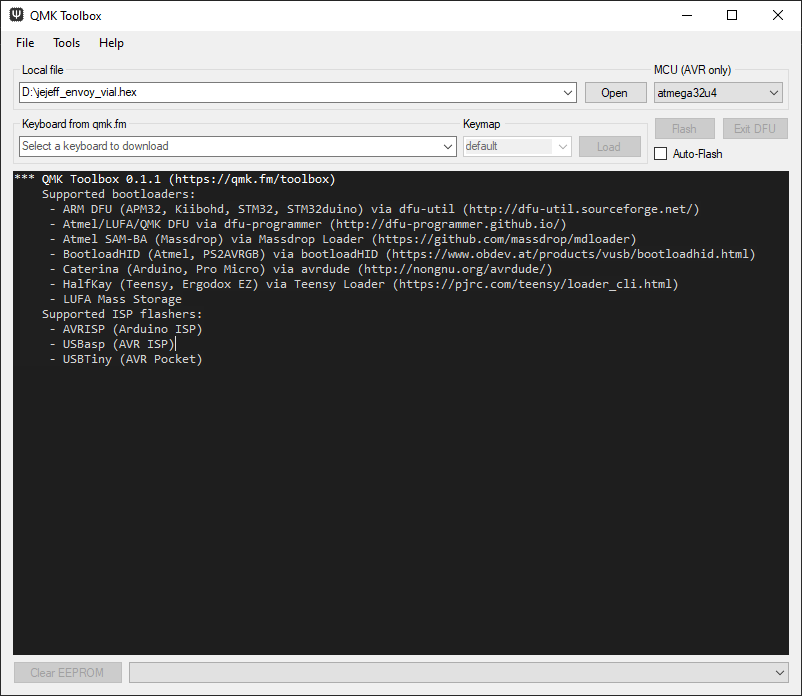 QMK Toolbox
File Tools Help
Local file
MCU (AVR only)
D:\jejeff_envoy_vial.hex
Open
atmega32u4
Keyboard from qmk.fm
Keymap
Flash
Exit DFU
Select a keyboard to download
default
Load
Auto-Flash
*** QMK Toolbox 0.1.1 (https://qmk.fm/toolbox)
Supported bootloaders:
- ARM DFU (APM32, Kiibohd, STM32, STM32duino) via dfu-util (http://dfu-util.sourceforge.net/)
- Atmel/LUFA/QMK DFU via dfu-programmer (http://dfu-programmer.github.io/)
- Atmel SAM-BA (Massdrop) via Massdrop Loader (https://github.com/massdrop/mdloader)
- BootloadHID (Atmel, PS2AVRGB) via bootloadHID (https://www.obdev.at/products/vusb/bootloadhid.html)
- Caterina (Arduino, Pro Micro) via avrdude (http://nongnu.org/avrdude/)
- HalfKay (Teensy, Ergodox EZ) via Teensy Loader (https://pjrc.com/teensy/loader_cli.html)
- LUFA Mass Storage
Supported ISP flashers:
- AVRISP (Arduino ISP)
- USBasp (AVR ISP)
- USBTiny (AVR Pocket)
Clear EEPROM